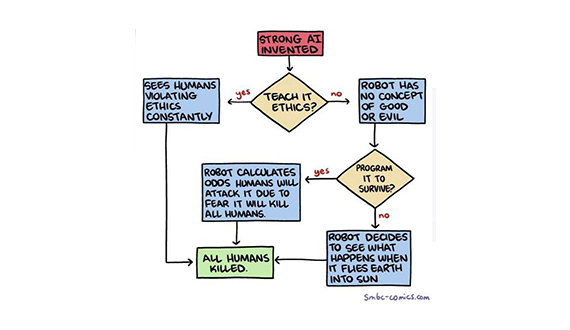 STRONG AI
INVENTED
TEACH IT
ETHICS?
yes
no
SEES HUMANS
VIOLATING
ETHICS
CONSTANTLY
ROBOT HAS
NO CONCEPT
OF GOOD
OR EVIL
PROGRAM
IT TO
SURVIVE?
yes
no
ROBOT CALCULATES
ODDS HUMANS WILL
ATTACK IT DUE TO
FEAR IT WILL KILL
ALL HUMANS.
ROBOT DECIDES
TO SEE WHAT
HAPPENS WHEN
IT FLIES EARTH
INTO SUN
ALL HUMANS
KILLED.
smbc-comics.com